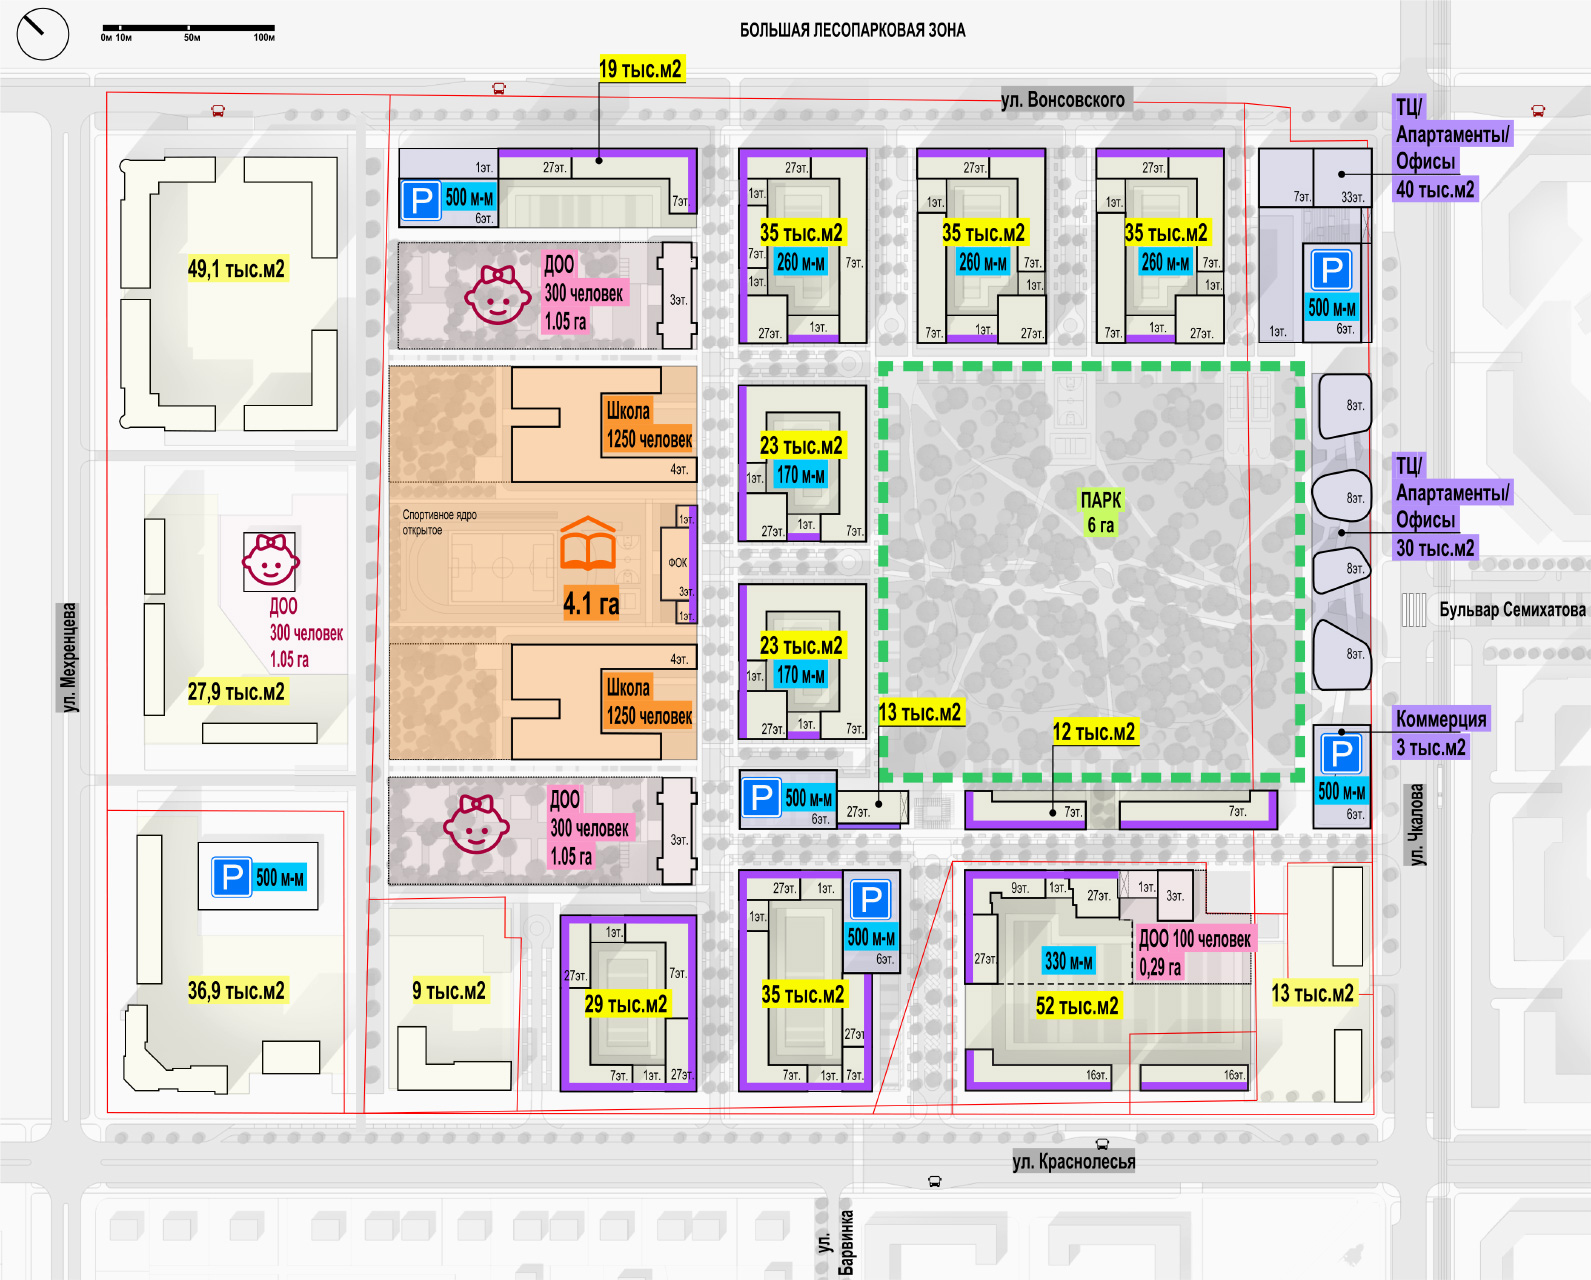 БОЛЬШАЯ ЛЕСОПАРКОВАЯ ЗОНА
0м 10м 50м 100м
19 тыс.м2
ул. Вонсовского
ТЦ/
Апартаменты/
Офисы
40 тыс.м2
1эт.
27эт.
7эт.
P 500 м-м
6эт.
49,1 тыс.м2
ДОО
300 человек
1.05 га
3эт.
27эт.
1эт.
35 тыс.м2
260 м-м
7эт.
7эт.
1эт.
1эт.
27эт.
27эт.
1эт.
35 тыс.м2
260 м-м
7эт.
1эт.
7эт.
1эт.
27эт.
27эт.
1эт.
35 тыс.м2
260 м-м
7эт.
1эт.
7эт.
1эт.
27эт.
7эт.
33эт.
P
500 м-м
1эт.
6эт.
Школа
1250 человек
4эт.
23 тыс.м2
170 м-м
1эт.
27эт.
1эт.
7эт.
ПАРК
6 га
8эт.
8эт.
8эт.
8эт.
ТЦ/
Апартаменты/
Офисы
30 тыс.м2
Спортивное ядро
открытое
4.1 га
1эт.
ФОК
3эт.
1эт.
ДОО
300 человек
1.05 га
27,9 тыс.м2
ул. Мехренцева
Бульвар Семихатова
23 тыс.м2
170 м-м
1эт.
27эт.
1эт.
7эт.
4эт.
Школа
1250 человек
13 тыс.м2
12 тыс.м2
Коммерция
3 тыс.м2
P
500 м-м
6эт.
ул. Чкалова
P 500 м-м
6эт.
27эт.
7эт.
7эт.
ДОО
300 человек
1.05 га
3эт.
P 500 м-м
36,9 тыс.м2
9 тыс.м2
1эт.
27эт.
7эт.
29 тыс.м2
7эт.
1эт.
27эт.
27эт.
1эт.
1эт.
P
500 м-м
6эт.
35 тыс.м2
27эт
7эт.
1эт.
7эт.
9эт.
1эт.
27эт.
1эт.
3эт.
27эт.
330 м-м
ДОО 100 человек
0,29 га
52 тыс.м2
16эт.
16эт.
13 тыс.м2
ул. Краснолесья
ул.
Барвинка